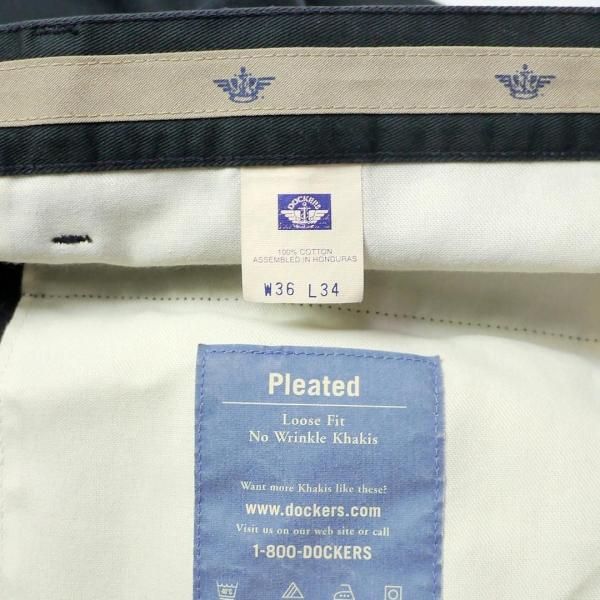 DOCKERS
100% COTTON
ASSEMBLED IN HONDURAS
W36 L34
Pleated
Loose Fit
No Wrinkle Khakis
Want more Khakis like these?
www.dockers.com
Visit us on our web site or call
1-800-DOCKERS
40°C